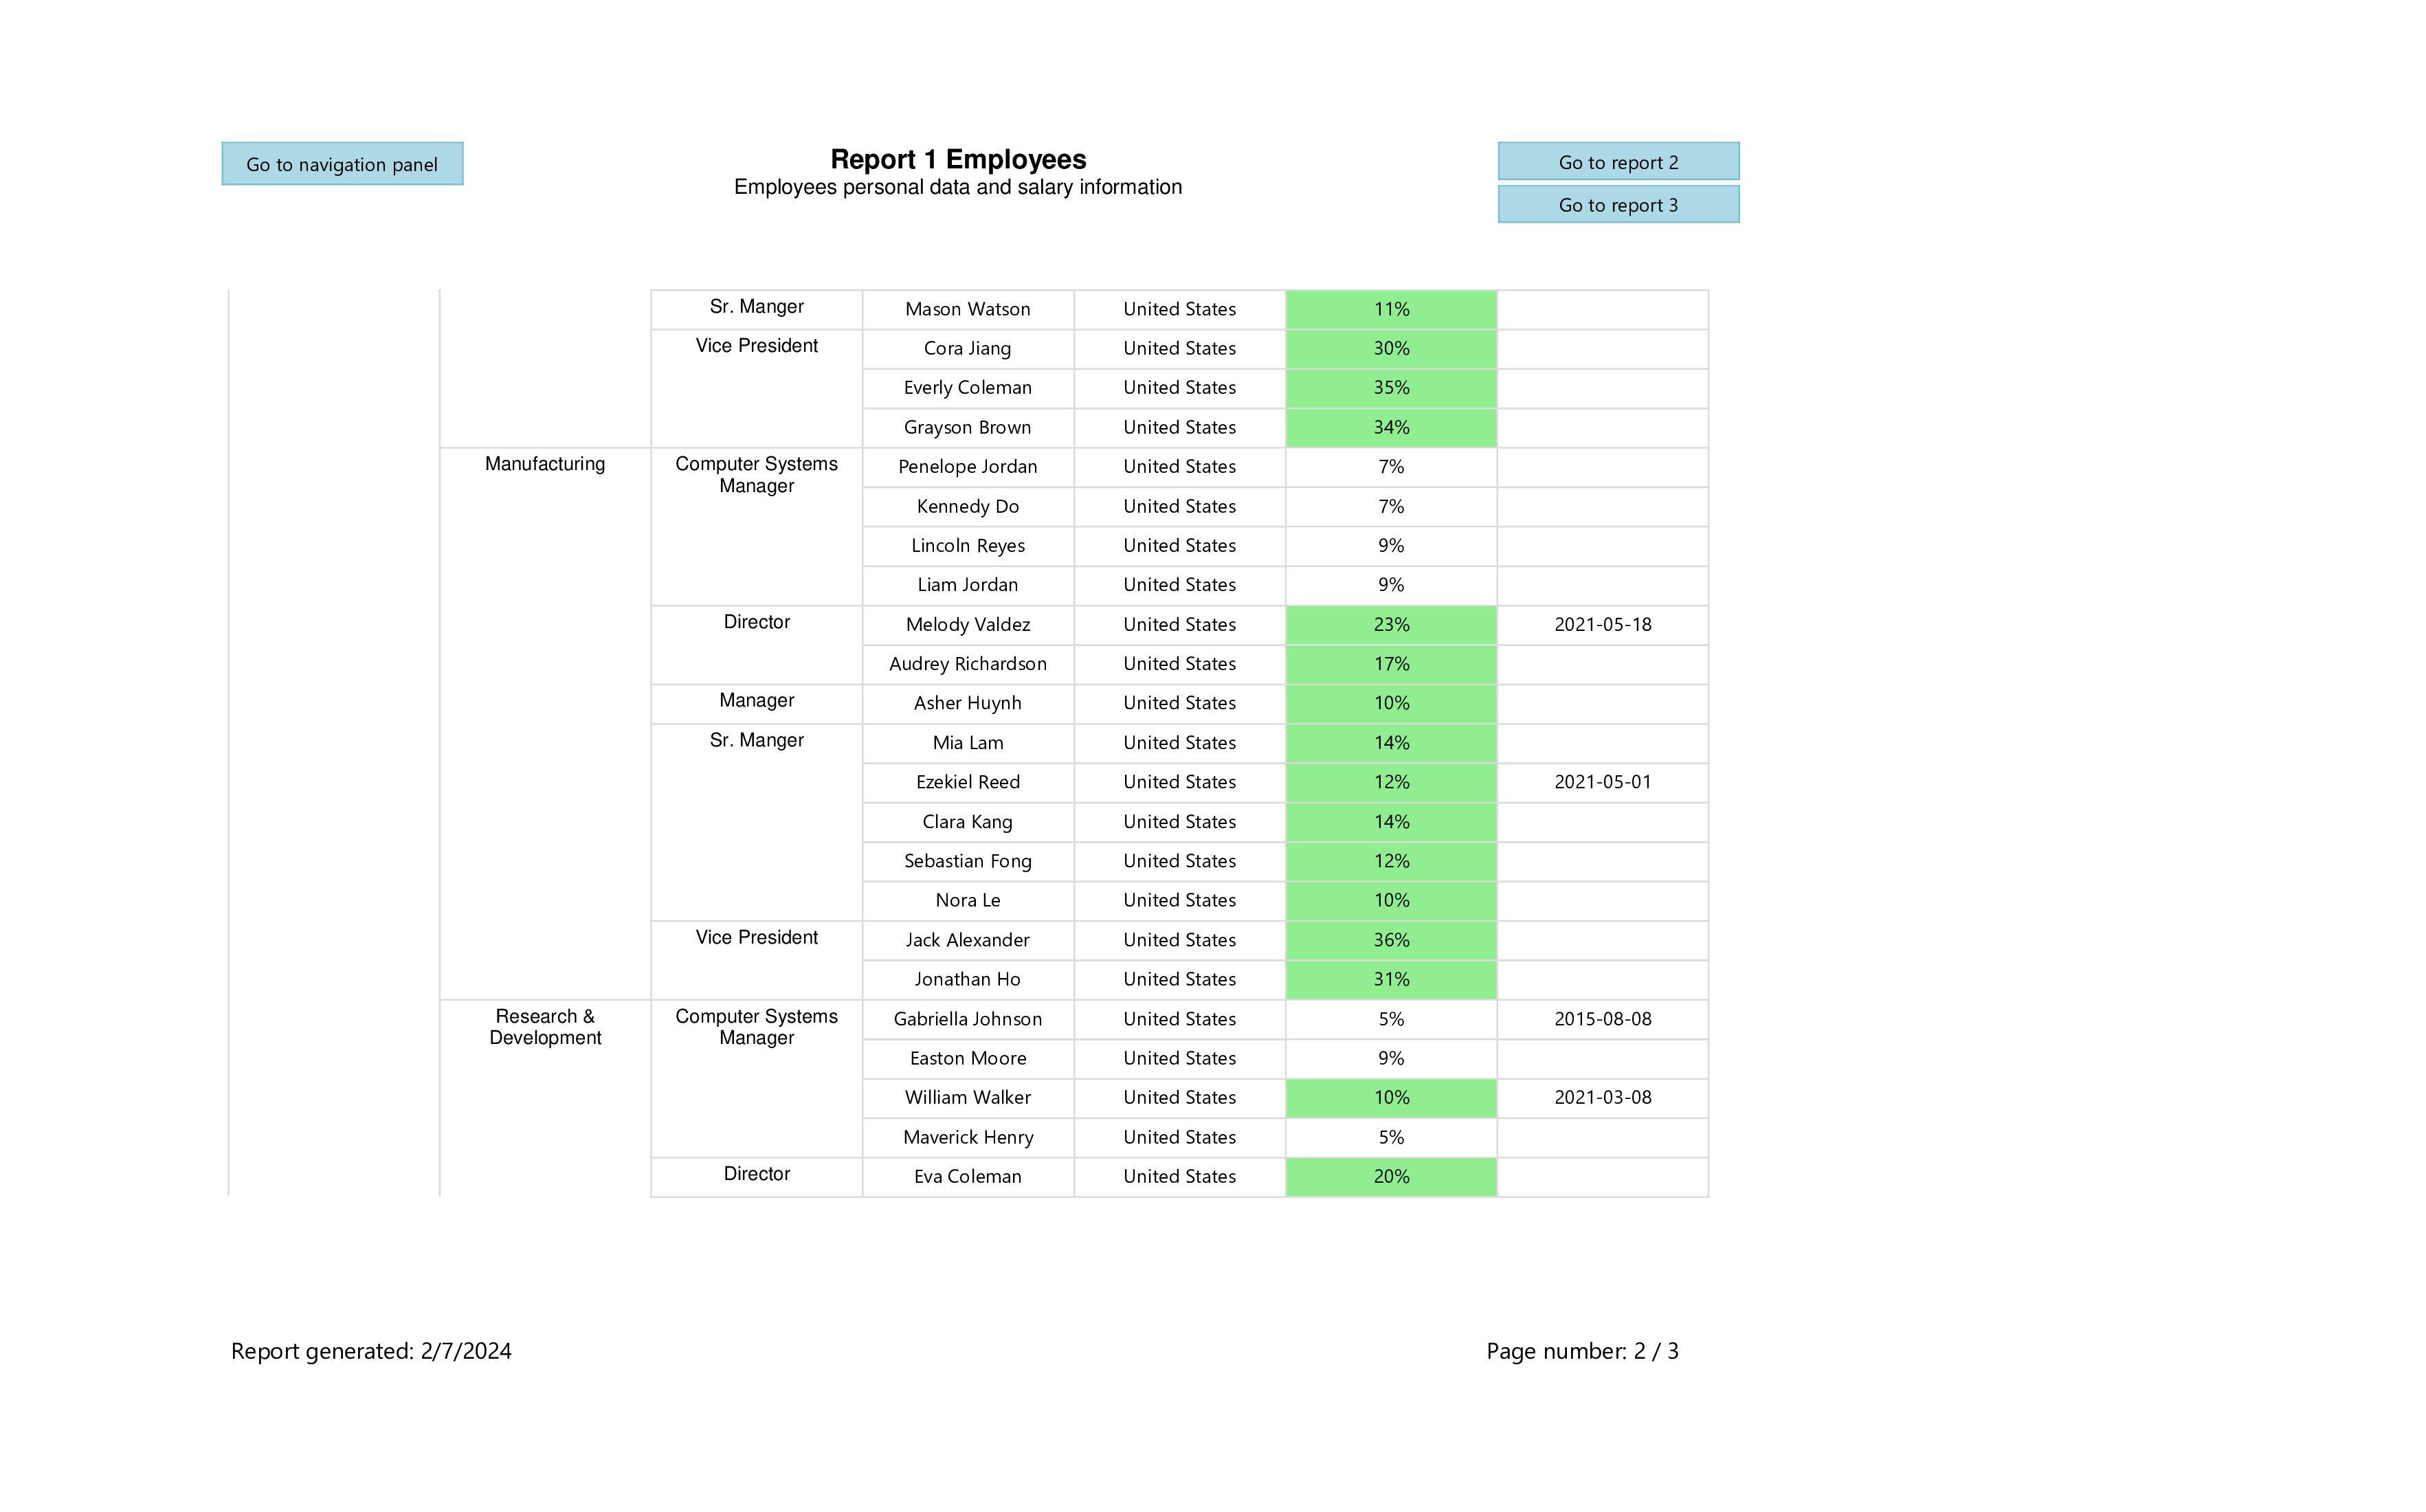 Go to navigation panel
Report 1 Employees
Employees personal data and salary information
Go to report 2
Go to report 3
Sr. Manger Mason Watson United States 11%
Vice President Cora Jiang United States 30%
Everly Coleman United States 35%
Grayson Brown United States 34%
Manufacturing Computer Systems Manager Penelope Jordan United States 7%
Kennedy Do United States 7%
Lincoln Reyes United States 9%
Liam Jordan United States 9%
Director Melody Valdez United States 23% 2021-05-18
Audrey Richardson United States 17%
Manager Asher Huynh United States 10%
Sr. Manger Mia Lam United States 14%
Ezekiel Reed United States 12% 2021-05-01
Clara Kang United States 14%
Sebastian Fong United States 12%
Nora Le United States 10%
Vice President Jack Alexander United States 36%
Jonathan Ho United States 31%
Research & Development Computer Systems Manager Gabriella Johnson United States 5% 2015-08-08
Easton Moore United States 9%
William Walker United States 10% 2021-03-08
Maverick Henry United States 5%
Director Eva Coleman United States 20%
Report generated: 2/7/2024
Page number: 2 / 3